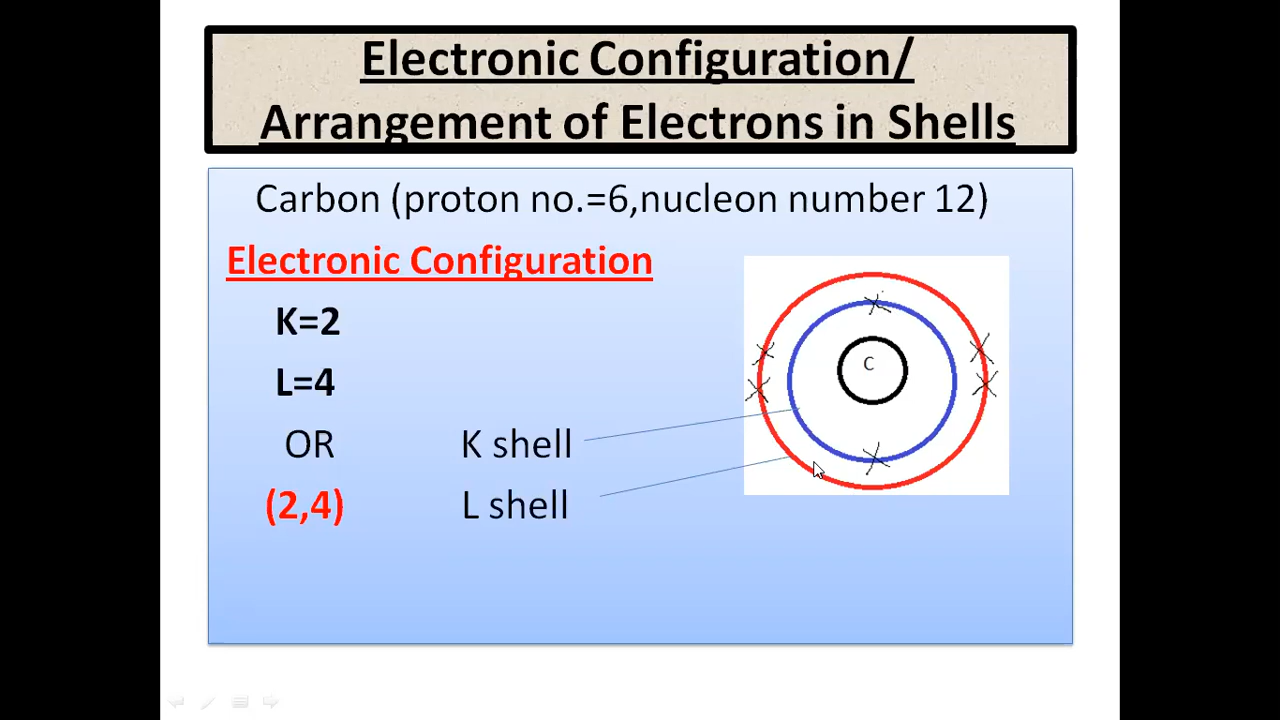 Electronic Configuration/
Arrangement of Electrons in Shells
Carbon (proton no.=6,nucleon number 12)
Electronic Configuration
K=2
L=4
OR
(2,4)
K shell
L shell
C